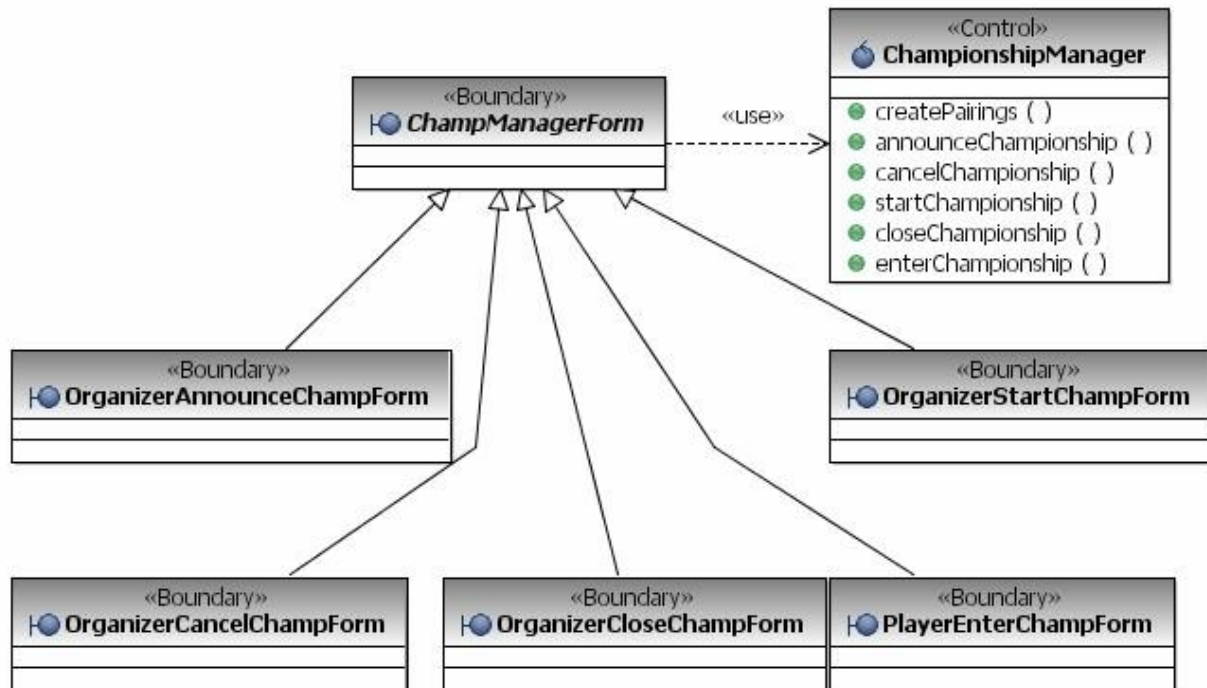 «Control»
ChampionshipManager
createPairings ( )
announceChampionship ( )
cancelChampionship ( )
startChampionship ( )
closeChampionship ( )
enterChampionship ( )
«Boundary»
ChampManagerForm
«use»
«Boundary»
OrganizerAnnounceChampForm
«Boundary»
OrganizerStartChampForm
«Boundary»
OrganizerCancelChampForm
«Boundary»
OrganizerCloseChampForm
«Boundary»
PlayerEnterChampForm